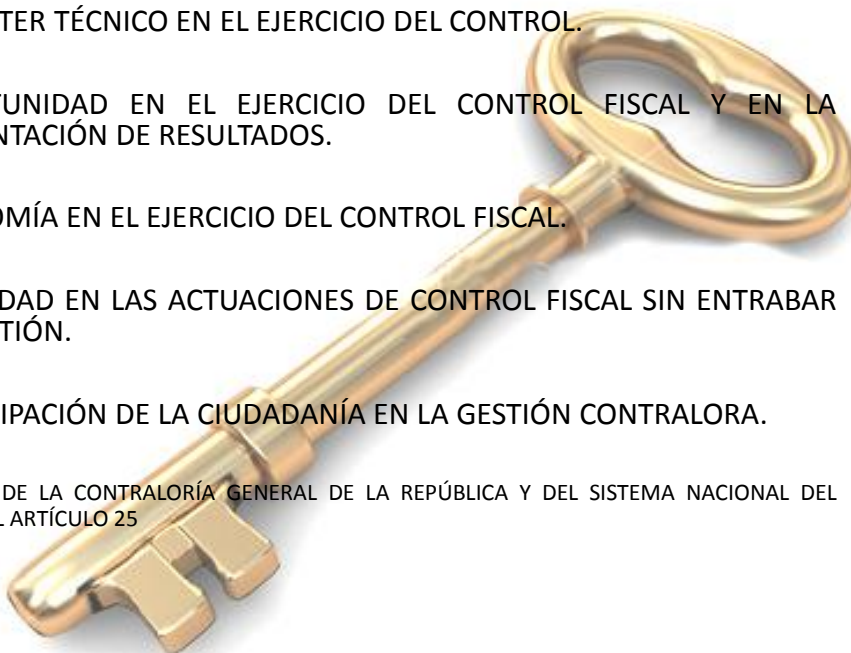 TER TÉCNICO EN EL EJERCICIO DEL CONTROL.
TUNIDAD EN EL EJERCICIO DEL CONTROL FISCAL Y EN LA
NTACIÓN DE RESULTADOS.
OMÍA EN EL EJERCICIO DEL CONTROL FISCAL.
DAD EN LAS ACTUACIONES DE CONTROL FISCAL SIN ENTRABAR
TIÓN.
IPACIÓN DE LA CIUDADANÍA EN LA GESTIÓN CONTRALORA.
DE LA CONTRALORÍA GENERAL DE LA REPÚBLICA Y DEL SISTEMA NACIONAL DEL
L ARTÍCULO 25